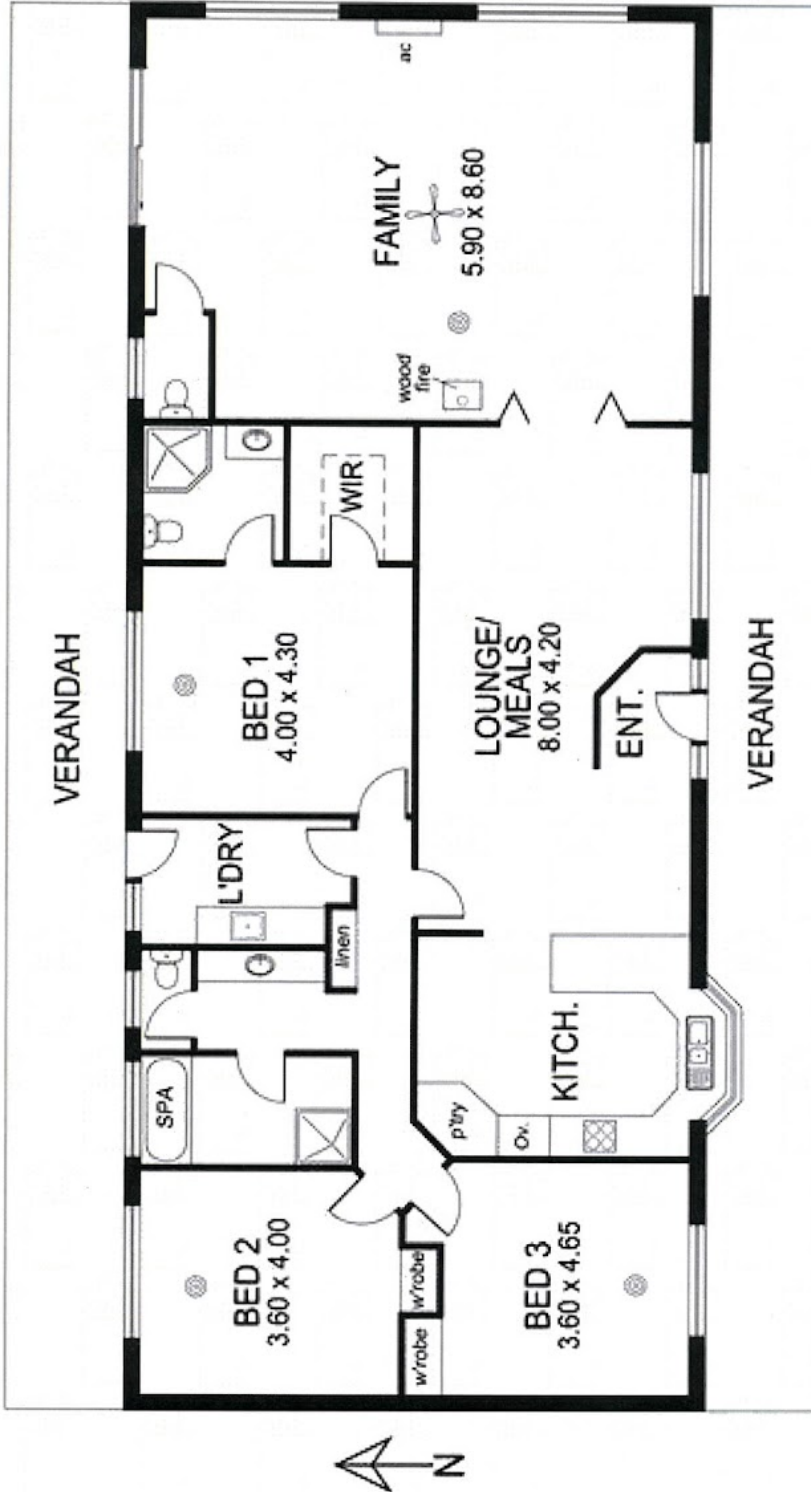 VERANDAH
SPA
L'DRY
linen
BED 2
3.60 x 4.00
BED 1
4.00 x 4.30
WIR
FAMILY
5.90 x 8.60
ac
wood
fire
w'robe
w'robe
BED 3
3.60 x 4.65
p'try
Ov.
KITCH.
LOUNGE/
MEALS
8.00 x 4.20
ENT.
VERANDAH
N